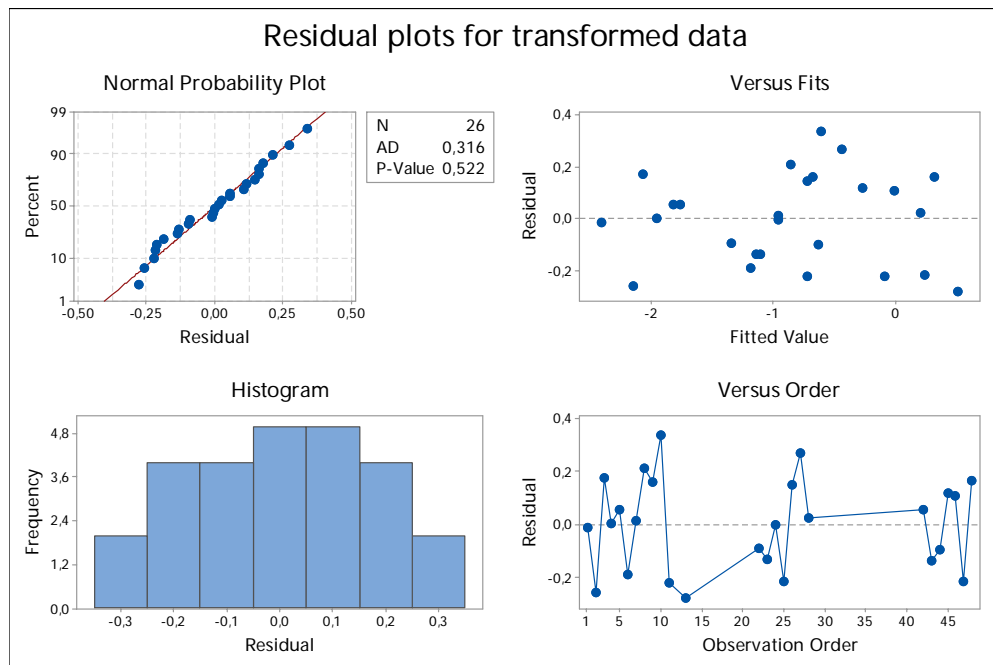 Residual plots for transformed data
Normal Probability Plot
99
90
50
10
1
Percent
-0,50 -0,25 0,00 0,25 0,50
Residual
N 26
AD 0,316
P-Value 0,522
Versus Fits
0,4
0,2
0,0
-0,2
Residual
-2 -1 0
Fitted Value
Histogram
4,8
3,6
2,4
1,2
0,0
Frequency
-0,3 -0,2 -0,1 0,0 0,1 0,2 0,3
Residual
Versus Order
0,4
0,2
0,0
-0,2
Residual
1 5 10 15 20 25 30 35 40 45
Observation Order